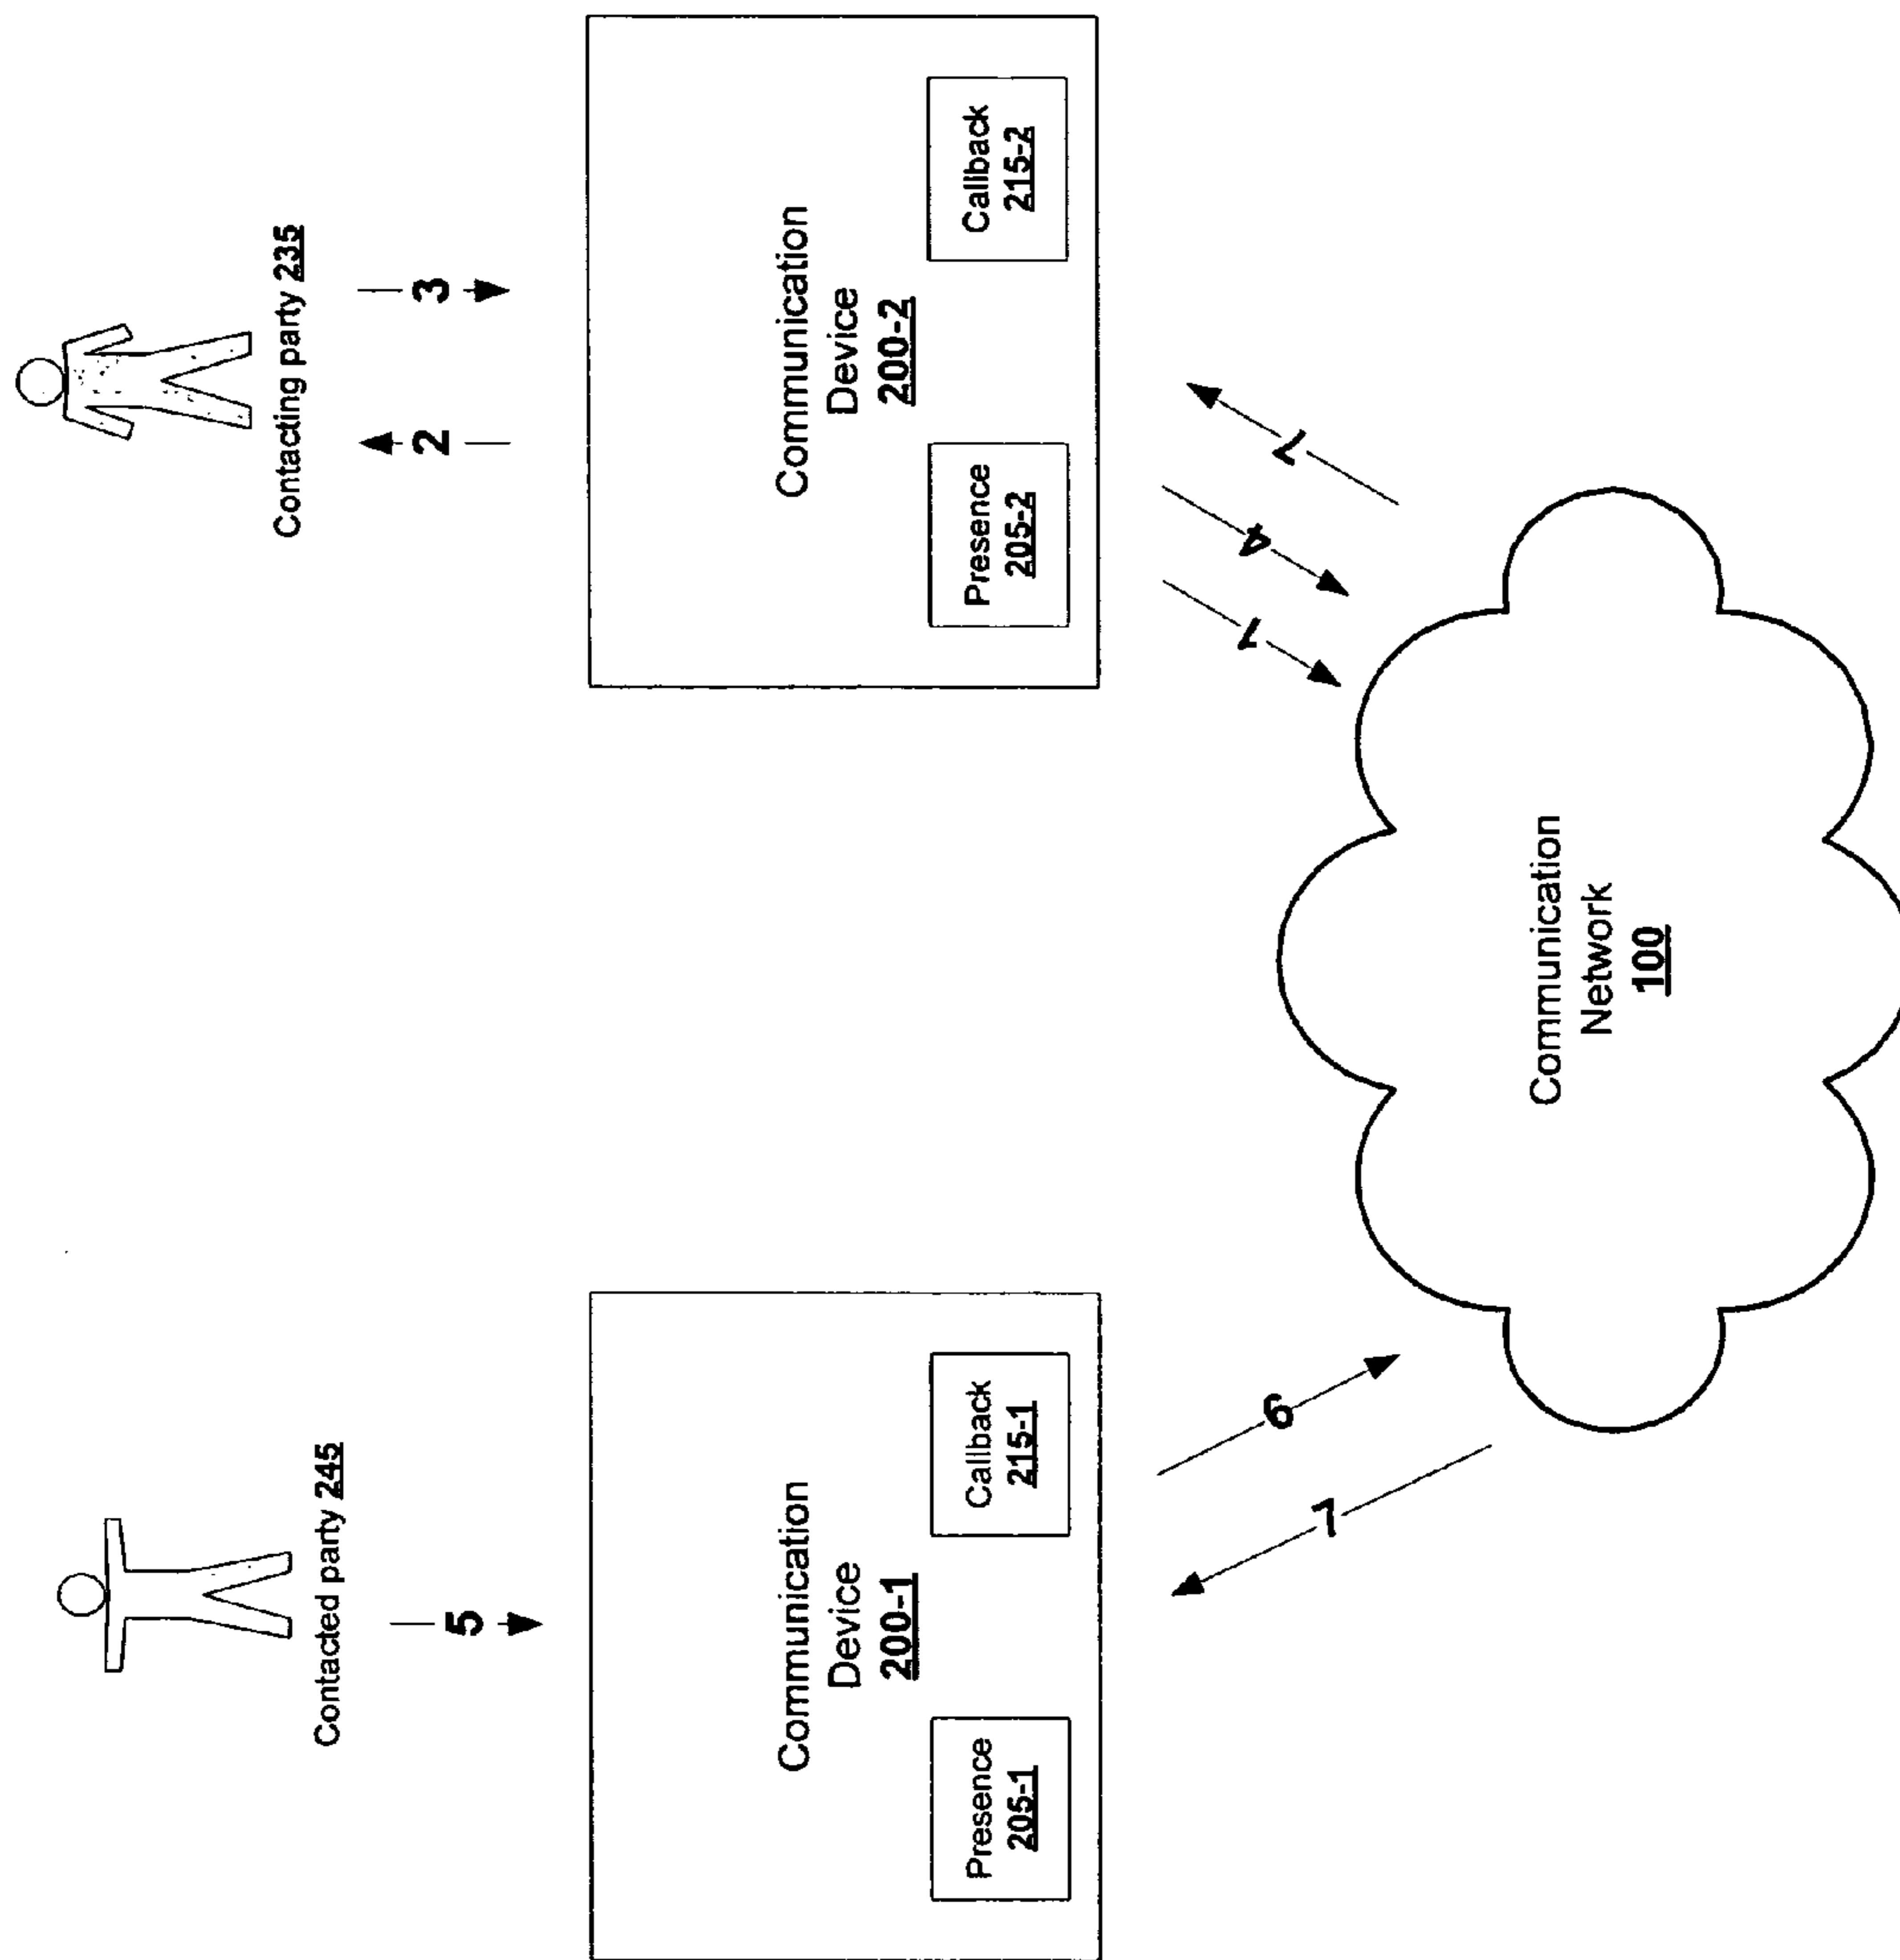 Contacted party 245
Contacting party 235
5
2
3
Communication
Device
200-1
Presence
205-1
Callback
215-1
Communication
Device
200-2
Presence
205-2
Callback
215-2
7
6
1
4
7
Communication
Network
100